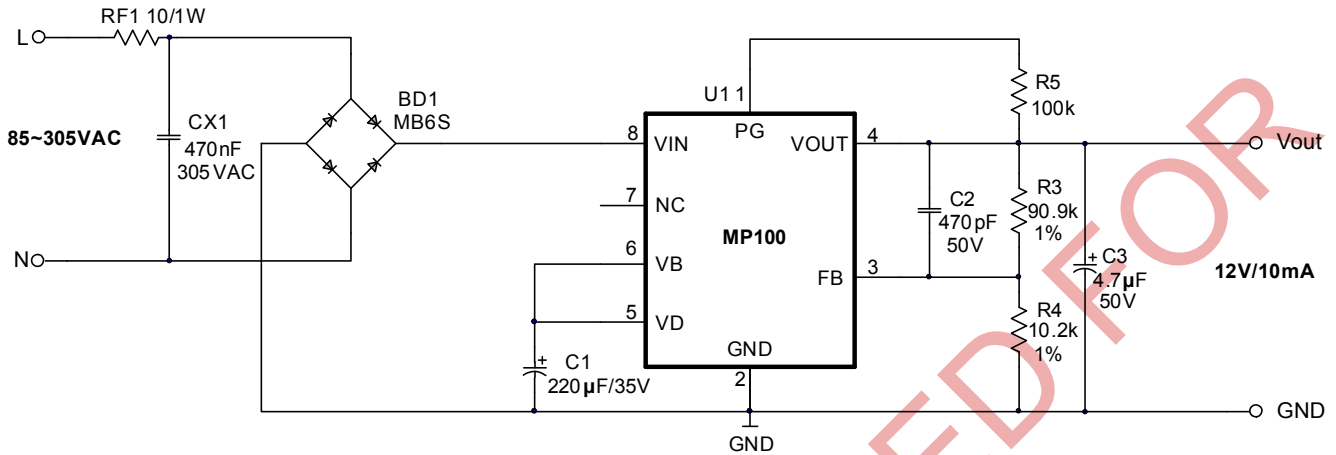 RF1 10/1W
L
85~305VAC
CX1
470nF
305VAC
N
BD1
MB6S
U1 1
PG
8
VIN
VOUT
4
7
NC
MP100
6
VB
FB
3
5
VD
GND
2
C1
+
220µF/35V
GND
R5
100k
Vout
C2
470pF
50V
R3
90.9k
1%
+
C3
4.7µF
50V
12V/10mA
R4
10.2k
1%
GND
ED FOR